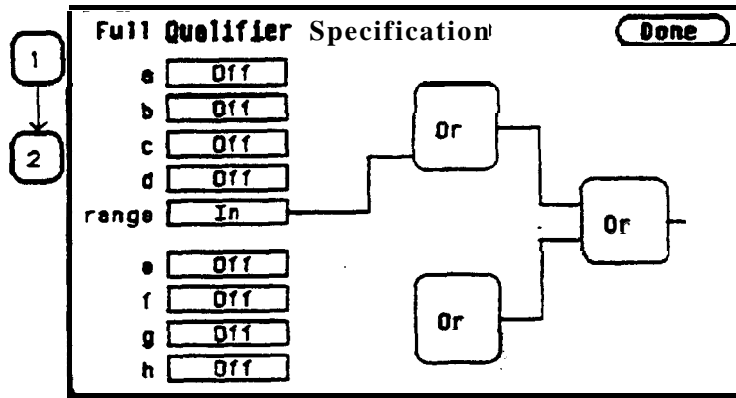 Full Qualifier Specification
Done
1
2
a Off
b Off
c Off
d Off
range In
e Off
f Off
g Off
h Off
Or
Or
Or